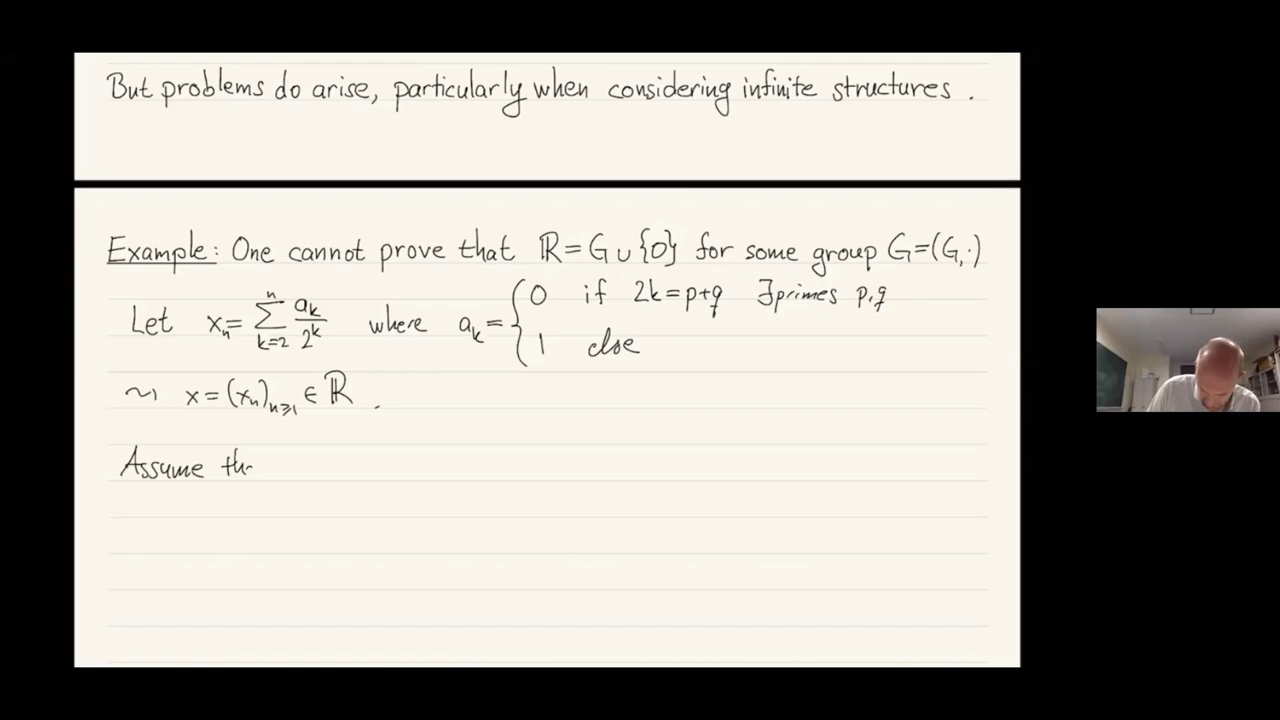 But problems do arise, particularly when considering infinite structures.
Example: One cannot prove that ℝ = G ∪ {0} for some group G=(G,·)
Let xₙ = ∑_{k=2}^{n} aₖ/2ᵏ where aₖ = { 0 if 2k=p+q ∃primes p,q
1 else
⇝ x = (xₙ)_{n≥1} ∈ ℝ .
Assume th